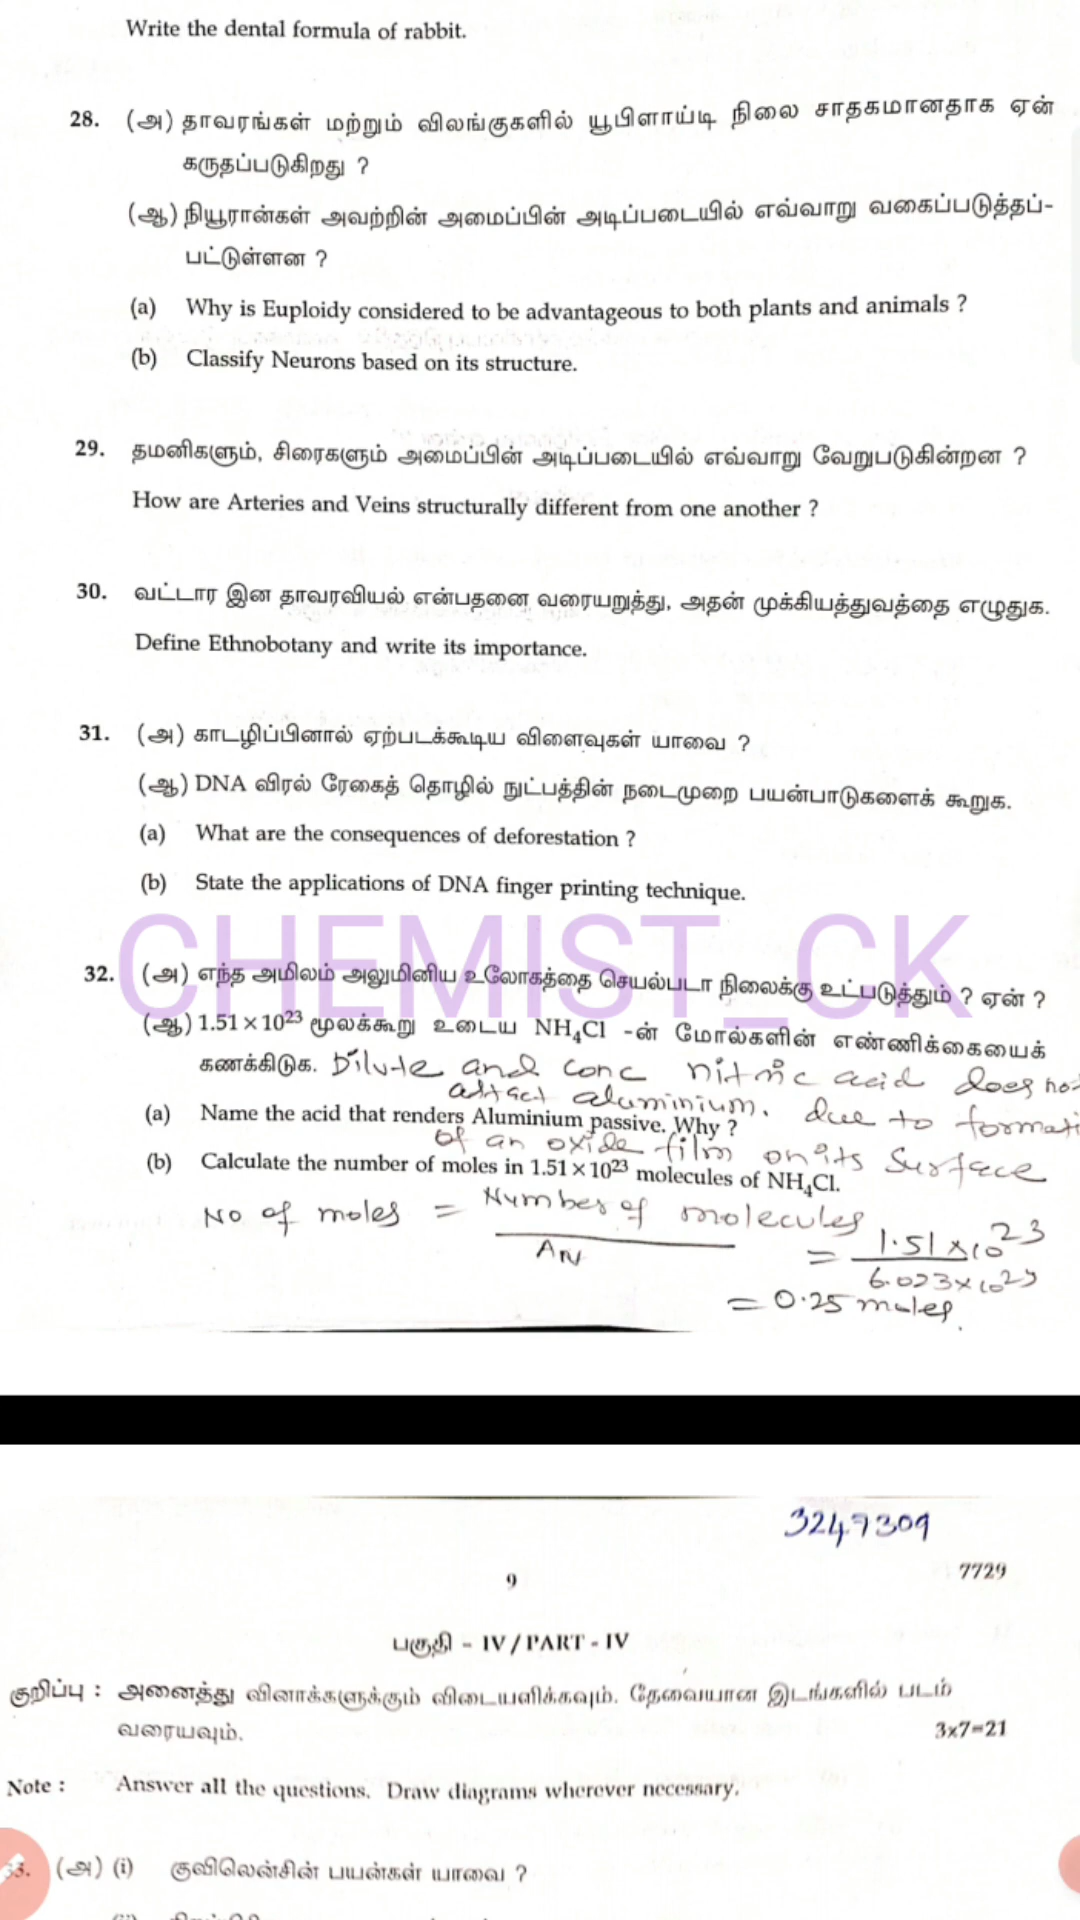 Write the dental formula of rabbit.
28. (அ) தாவரங்கள் மற்றும் விலங்குகளில் யூபிளாய்டி நிலை சாதகமானதாக ஏன்
கருதப்படுகிறது ?
(ஆ) நியூரான்கள் அவற்றின் அமைப்பின் அடிப்படையில் எவ்வாறு வகைப்படுத்தப்-
பட்டுள்ளன ?
(a) Why is Euploidy considered to be advantageous to both plants and animals ?
(b) Classify Neurons based on its structure.
29. தமனிகளும், சிரைகளும் அமைப்பின் அடிப்படையில் எவ்வாறு வேறுபடுகின்றன ?
How are Arteries and Veins structurally different from one another ?
30. வட்டார இன தாவரவியல் என்பதனை வரையறுத்து, அதன் முக்கியத்துவத்தை எழுதுக.
Define Ethnobotany and write its importance.
31. (அ) காடழிப்பினால் ஏற்படக்கூடிய விளைவுகள் யாவை ?
(ஆ) DNA விரல் ரேகைத் தொழில் நுட்பத்தின் நடைமுறை பயன்பாடுகளைக் கூறுக.
(a) What are the consequences of deforestation ?
(b) State the applications of DNA finger printing technique.
CHEMIST_CK
32. (அ) எந்த அமிலம் அலுமினிய உலோகத்தை செயல்படா நிலைக்கு உட்படுத்தும் ? ஏன் ?
(ஆ) 1.51 × 10²³ மூலக்கூறு உடைய NH₄Cl -ன் மோல்களின் எண்ணிக்கையைக்
கணக்கிடுக. Dilute and conc nitric acid does not
attact aluminium. due to formati
(a) Name the acid that renders Aluminium passive. Why ?
of an oxide film on its Surface
(b) Calculate the number of moles in 1.51 × 10²³ molecules of NH₄Cl.
No of moles = Number of molecules
AN
= 1.51 × 10²³
6.023 × 10²³
= 0.25 moles.
3247309
7729
9
பகுதி - IV / PART - IV
குறிப்பு : அனைத்து வினாக்களுக்கும் விடையளிக்கவும். தேவையான இடங்களில் படம்
வரையவும். 3x7=21
Note : Answer all the questions. Draw diagrams wherever necessary.
33. (அ) (i) குவிலென்சின் பயன்கள் யாவை ?